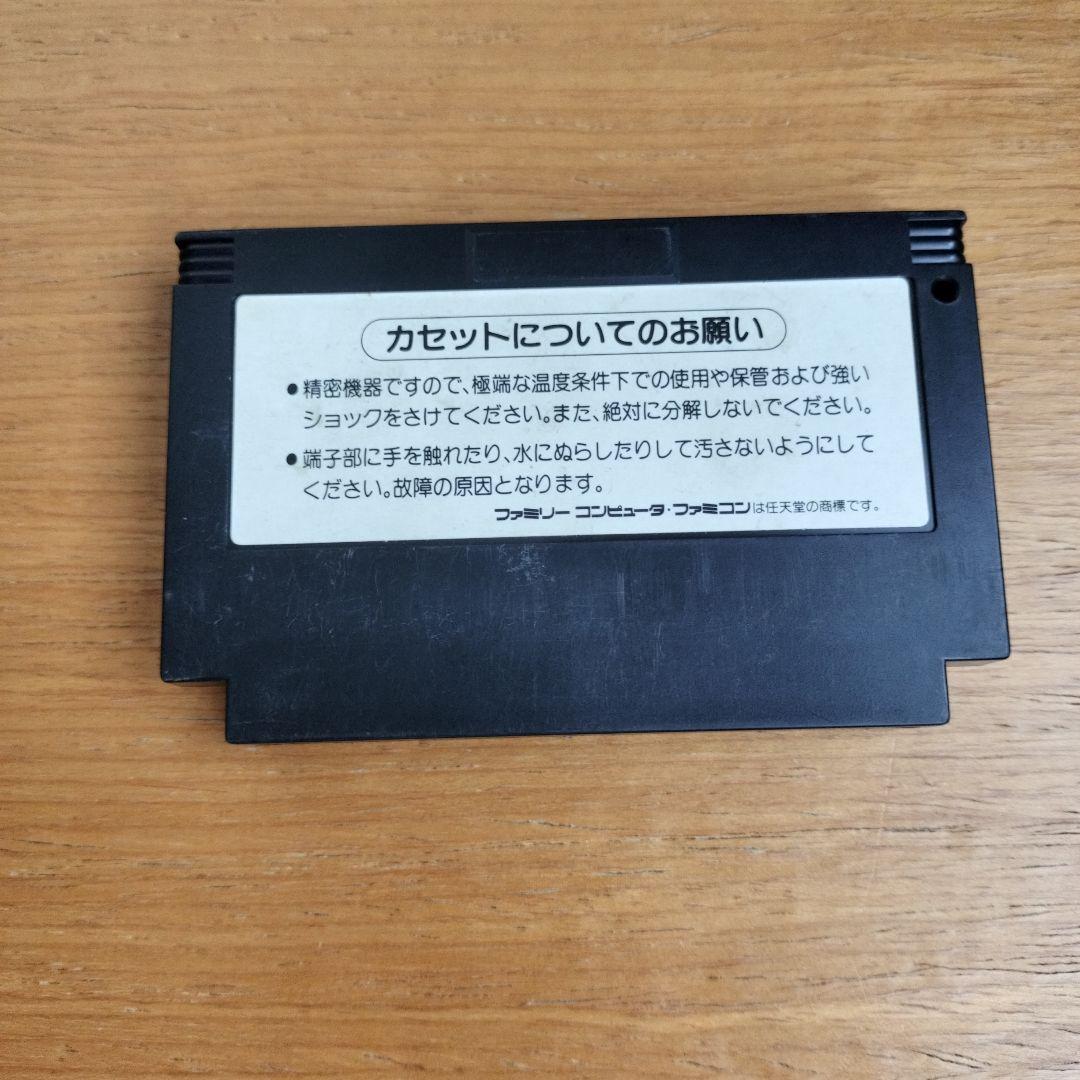 カセットについてのお願い
●精密機器ですので、極端な温度条件下での使用や保管および強い
ショックをさけてください。また、絶対に分解しないでください。
●端子部に手を触れたり、水にぬらしたりして汚さないようにして
ください。故障の原因となります。
ファミリー コンピュータ・ファミコンは任天堂の商標です。